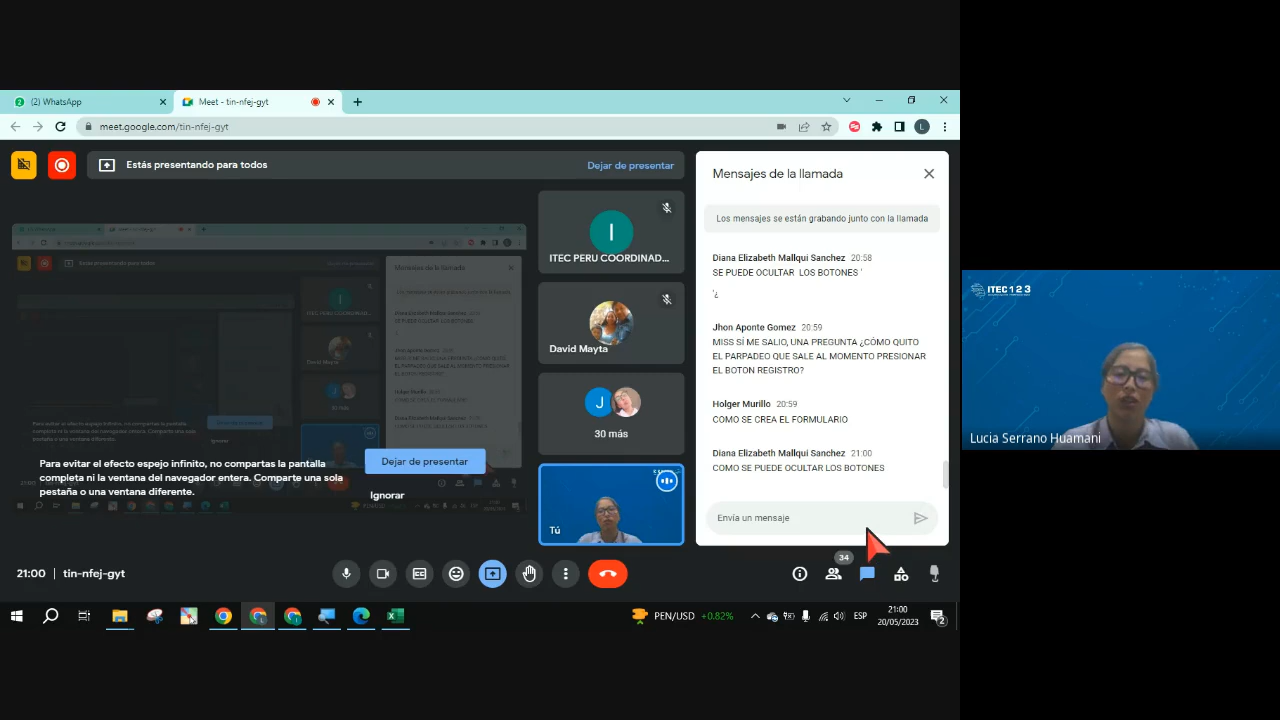 (2) WhatsApp
Meet - tin-nfej-gyt
meet.google.com/tin-nfej-gyt
L
Estás presentando para todos
Dejar de presentar
I
ITEC PERU COORDINAD...
David Mayta
J
30 más
Tú
Para evitar el efecto espejo infinito, no compartas la pantalla
completa ni la ventana del navegador entera. Comparte una sola
pestaña o una ventana diferente.
Dejar de presentar
Ignorar
Mensajes de la llamada
Los mensajes se están grabando junto con la llamada
Diana Elizabeth Mallqui Sanchez 20:58
SE PUEDE OCULTAR LOS BOTONES '
'¿
Jhon Aponte Gomez 20:59
MISS SÍ ME SALIO, UNA PREGUNTA ¿CÓMO QUITO
EL PARPADEO QUE SALE AL MOMENTO PRESIONAR
EL BOTON REGISTRO?
Holger Murillo 20:59
COMO SE CREA EL FORMULARIO
Diana Elizabeth Mallqui Sanchez 21:00
COMO SE PUEDE OCULTAR LOS BOTONES
Envía un mensaje
21:00 | tin-nfej-gyt
34
PEN/USD +0.82%
ESP
21:00
20/05/2023
2
ITEC 1 2 3
Lucia Serrano Huamani